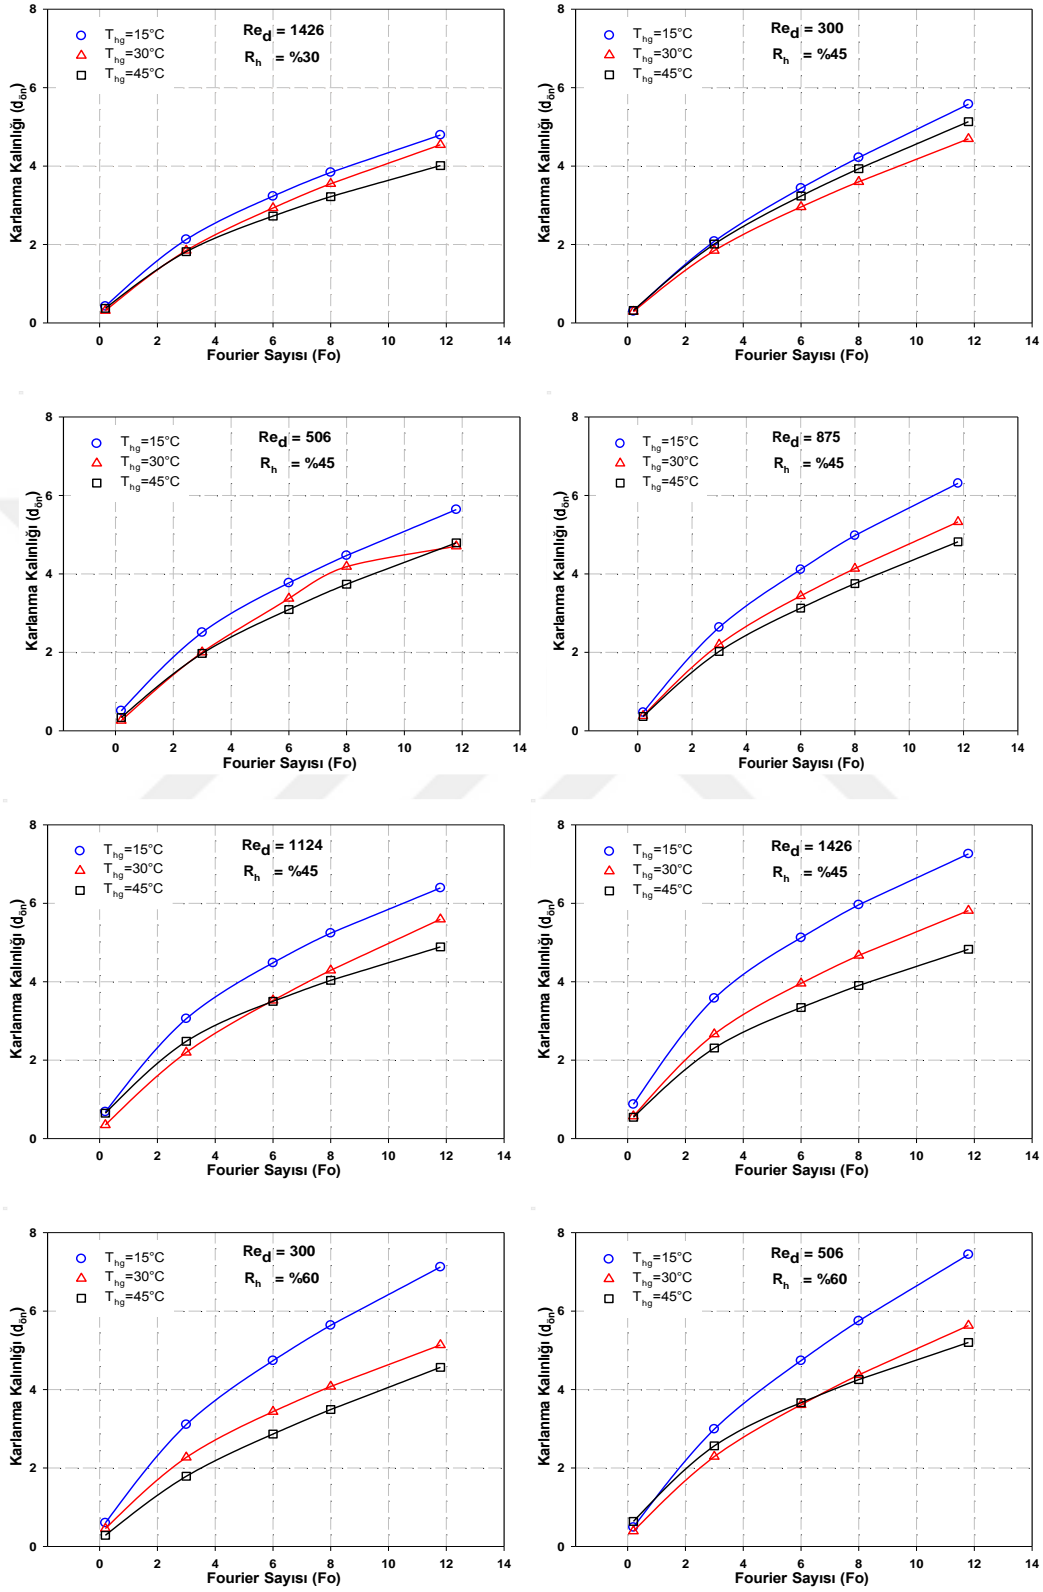 T_hg=15°C
T_hg=30°C
T_hg=45°C
Re_d = 1426
R_h = %30
Karlanma Kalınlığı (d_ön)
8
6
4
2
0
0 2 4 6 8 10 12 14
Fourier Sayısı (Fo)
T_hg=15°C
T_hg=30°C
T_hg=45°C
Re_d = 300
R_h = %45
Karlanma Kalınlığı (d_ön)
8
6
4
2
0
0 2 4 6 8 10 12 14
Fourier Sayısı (Fo)
T_hg=15°C
T_hg=30°C
T_hg=45°C
Re_d = 506
R_h = %45
Karlanma Kalınlığı (d_ön)
8
6
4
2
0
0 2 4 6 8 10 12 14
Fourier Sayısı (Fo)
T_hg=15°C
T_hg=30°C
T_hg=45°C
Re_d = 875
R_h = %45
Karlanma Kalınlığı (d_ön)
8
6
4
2
0
0 2 4 6 8 10 12 14
Fourier Sayısı (Fo)
T_hg=15°C
T_hg=30°C
T_hg=45°C
Re_d = 1124
R_h = %45
Karlanma Kalınlığı (d_ön)
8
6
4
2
0
0 2 4 6 8 10 12 14
Fourier Sayısı (Fo)
T_hg=15°C
T_hg=30°C
T_hg=45°C
Re_d = 1426
R_h = %45
Karlanma Kalınlığı (d_ön)
8
6
4
2
0
0 2 4 6 8 10 12 14
Fourier Sayısı (Fo)
T_hg=15°C
T_hg=30°C
T_hg=45°C
Re_d = 300
R_h = %60
Karlanma Kalınlığı (d_ön)
8
6
4
2
0
0 2 4 6 8 10 12 14
Fourier Sayısı (Fo)
T_hg=15°C
T_hg=30°C
T_hg=45°C
Re_d = 506
R_h = %60
Karlanma Kalınlığı (d_ön)
8
6
4
2
0
0 2 4 6 8 10 12 14
Fourier Sayısı (Fo)